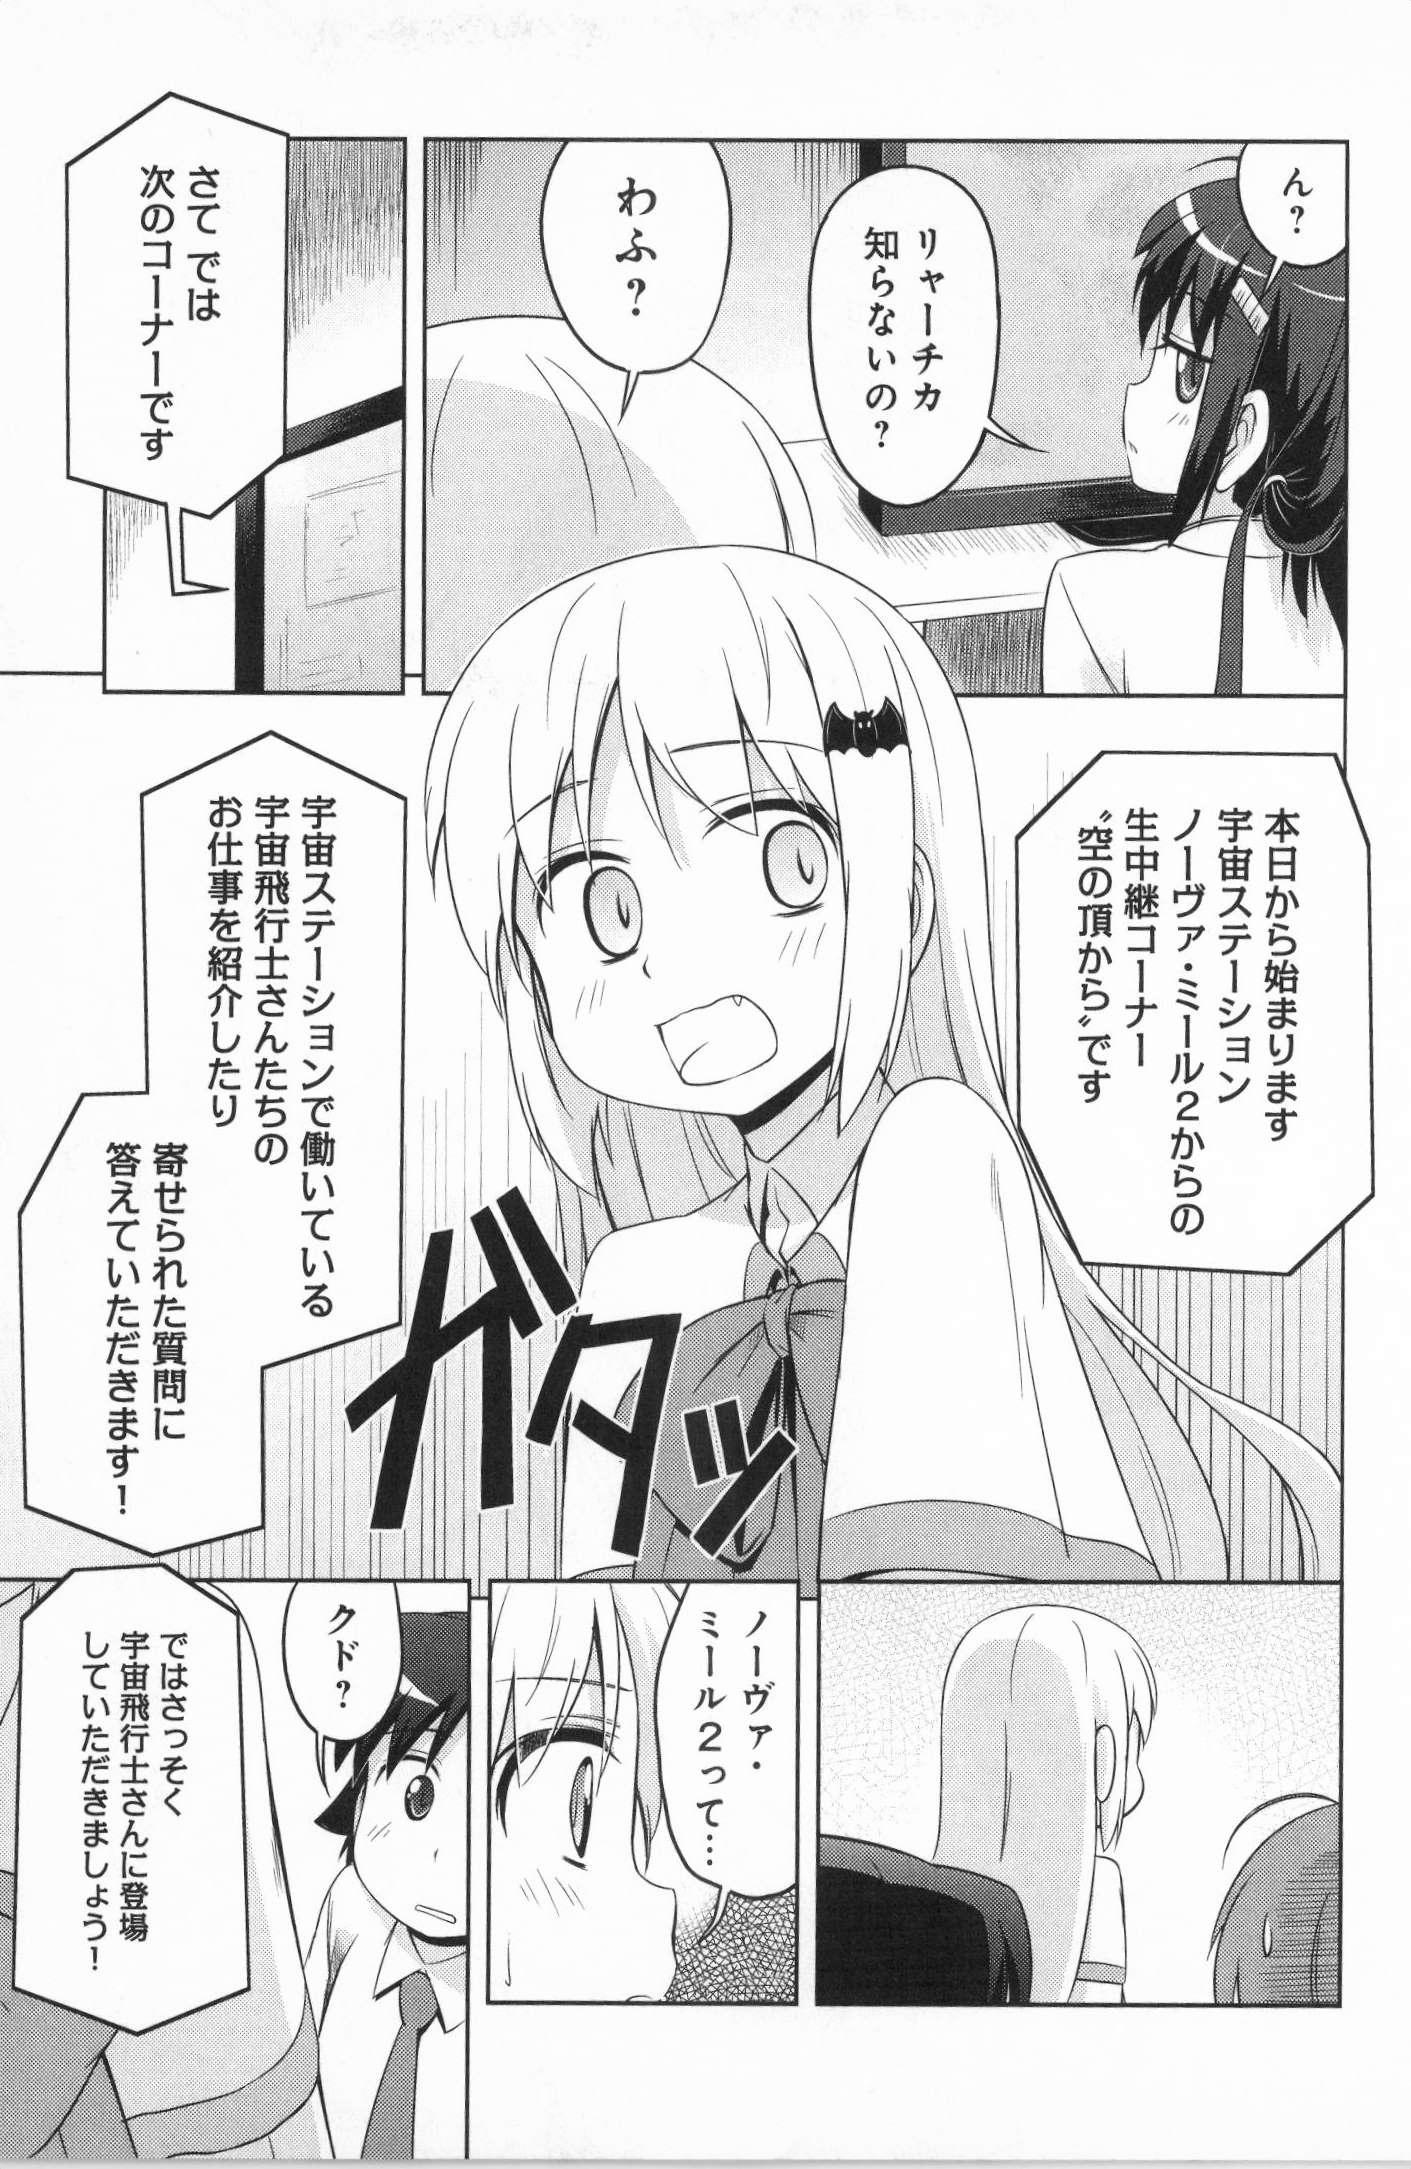 ん？
リャーチカ
知らないの？
わふ？
さて では
次のコーナーです
本日から始まります
宇宙ステーション
ノーヴァ・ミール2からの
生中継コーナー
〝空の頂から〟です
宇宙ステーションで働いている
宇宙飛行士さんたちの
お仕事を紹介したり
寄せられた質問に
答えていただきます！
ガタッ
ノーヴァ・
ミール2って…
クド？
ではさっそく
宇宙飛行士さんに登場
していただきましょう！